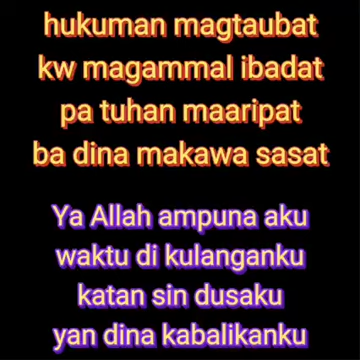 hukuman magtaubat
kw magammal ibadat
pa tuhan maaripat
ba dina makawa sasat
Ya Allah ampuna aku
waktu di kulanganku
katan sin dusaku
yan dina kabalikanku